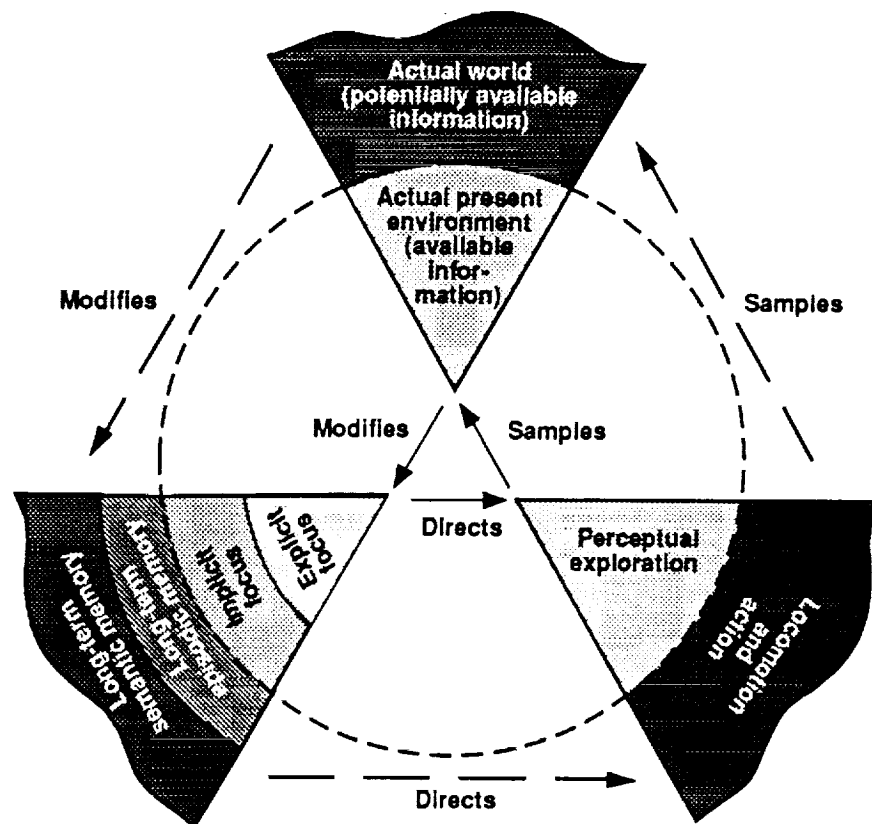 Actual world
(potentially available
information)
Actual present
environment
(available
infor-
mation)
Modifies
Samples
Modifies
Samples
Directs
Explicit
focus
Implicit
focus
Long-term
episodic memory
Long-term
semantic memory
Perceptual
exploration
Locomotion
and
action
Directs